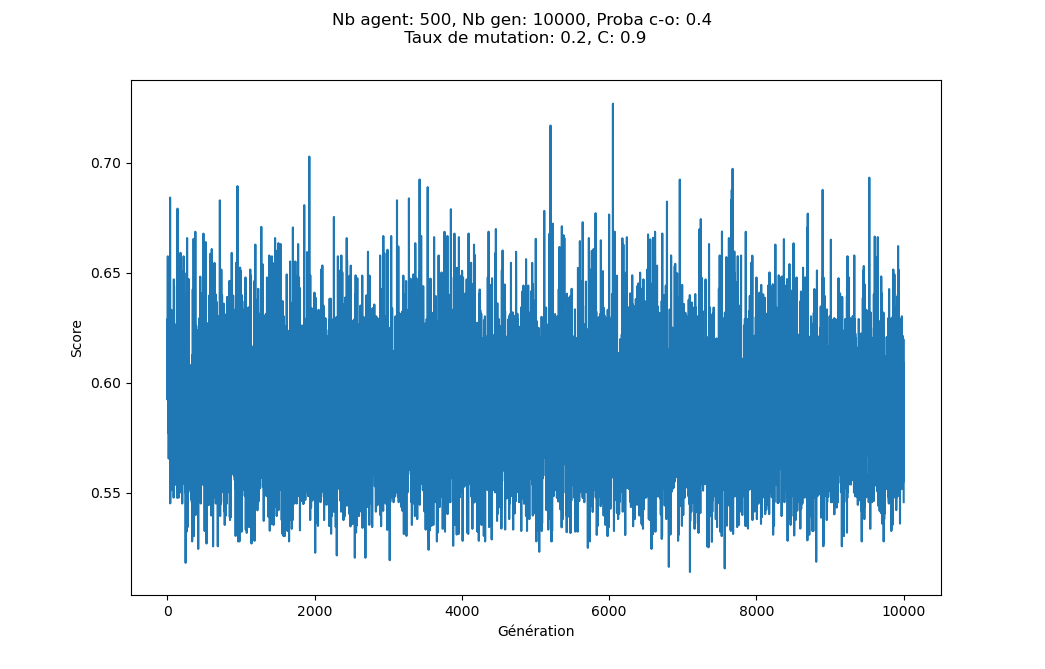 Nb agent: 500, Nb gen: 10000, Proba c-o: 0.4
Taux de mutation: 0.2, C: 0.9
0.70
0.65
0.60
0.55
Score
0
2000
4000
6000
8000
10000
Génération